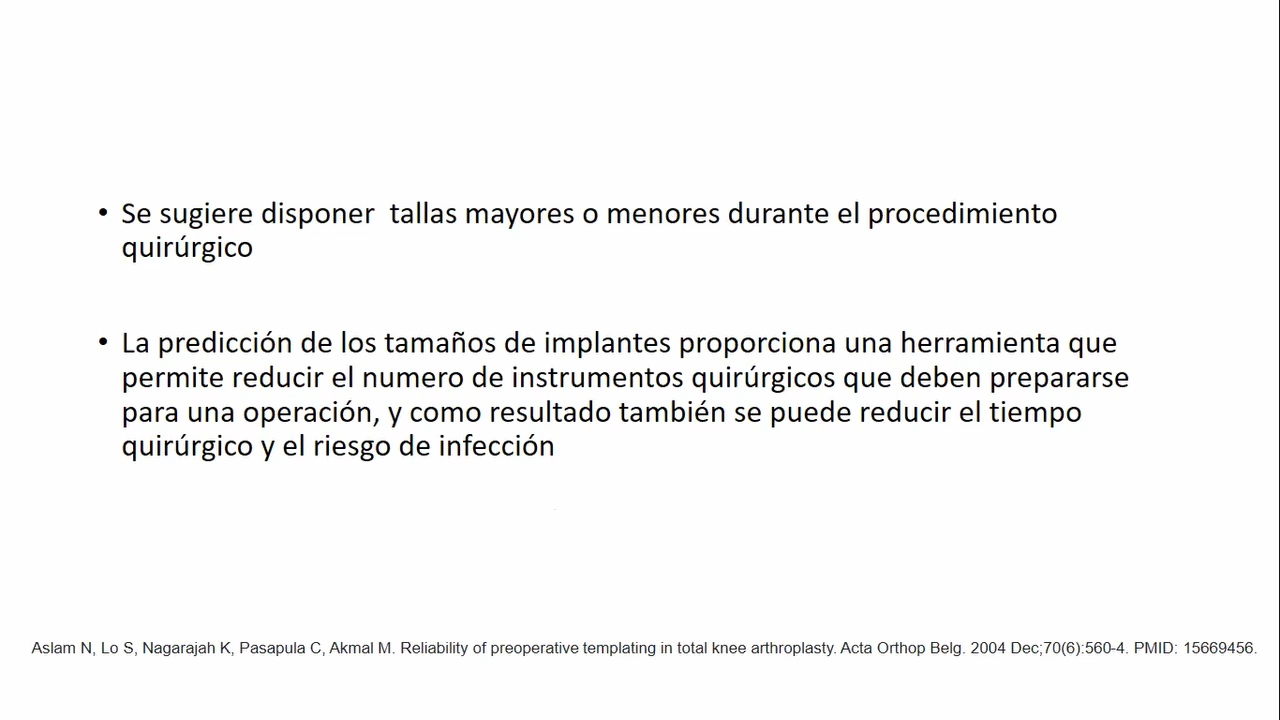 • Se sugiere disponer  tallas mayores o menores durante el procedimiento
quirúrgico
• La predicción de los tamaños de implantes proporciona una herramienta que
permite reducir el numero de instrumentos quirúrgicos que deben prepararse
para una operación, y como resultado también se puede reducir el tiempo
quirúrgico y el riesgo de infección
Aslam N, Lo S, Nagarajah K, Pasapula C, Akmal M. Reliability of preoperative templating in total knee arthroplasty. Acta Orthop Belg. 2004 Dec;70(6):560-4. PMID: 15669456.